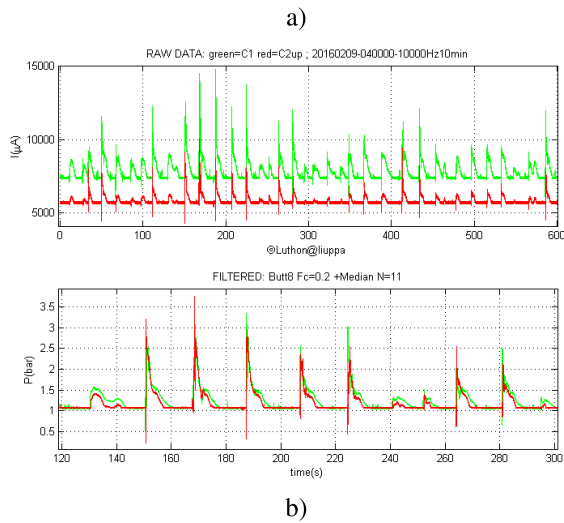 a)
RAW DATA: green=C1 red=C2up ; 20160209-040000-10000Hz10min
15000
10000
5000
I(μA)
0 100 200 300 400 500 600
©Luthon@liuppa
FILTERED: Butt8 Fc=0.2 +Median N=11
3.5
3
2.5
2
1.5
1
0.5
P(bar)
120 140 160 180 200 220 240 260 280 300
time(s)
b)